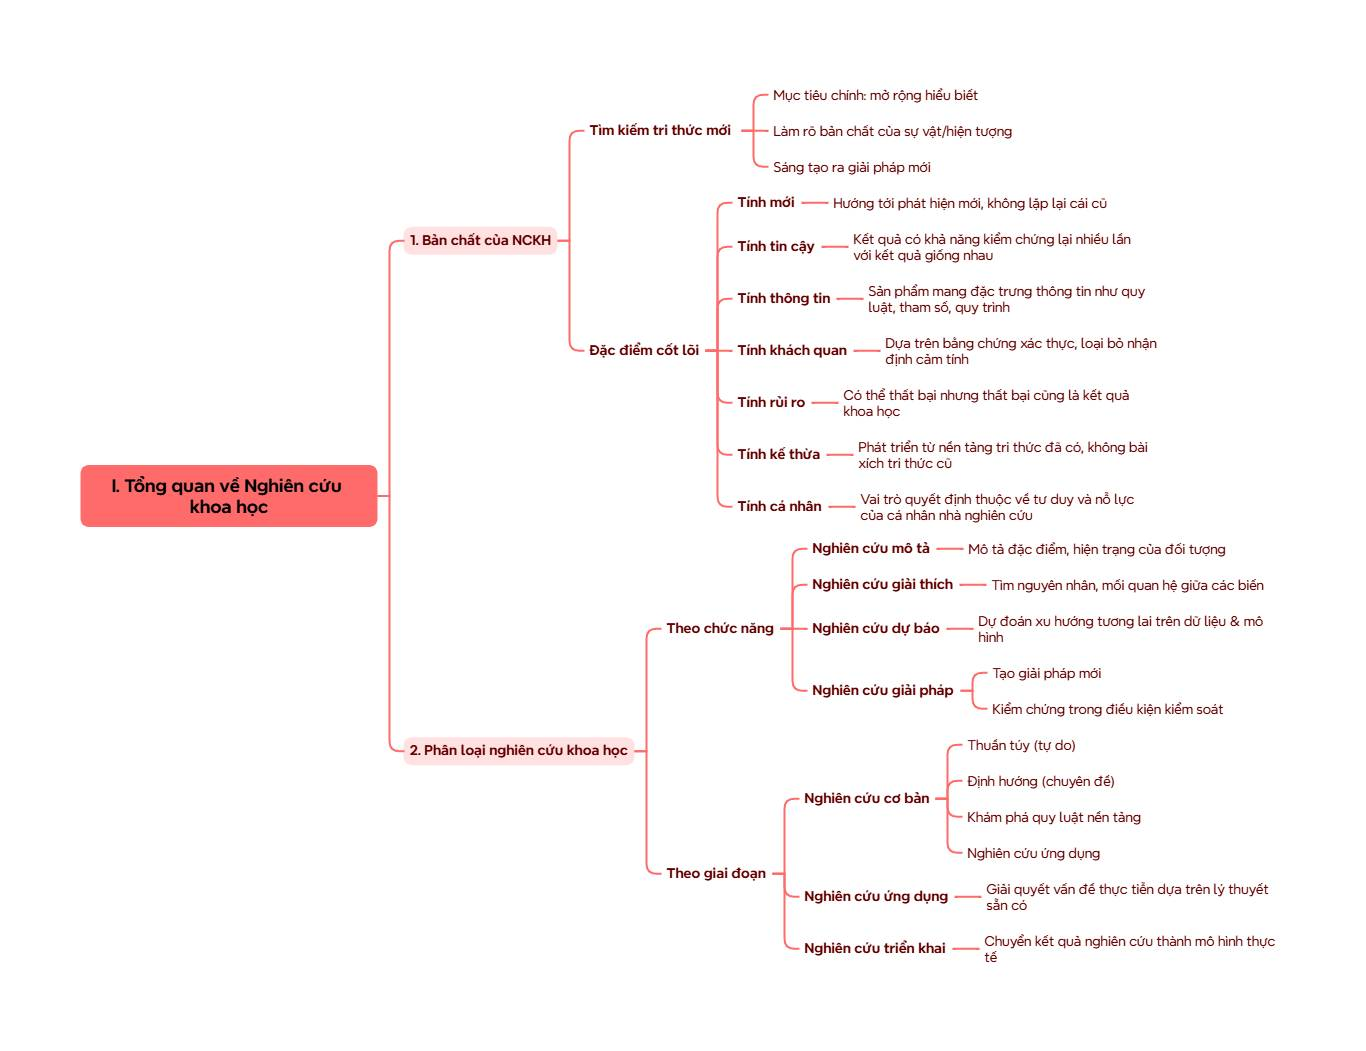 I. Tổng quan về Nghiên cứu
khoa học
1. Bản chất của NCKH
Tìm kiếm tri thức mới
Mục tiêu chính: mở rộng hiểu biết
Làm rõ bản chất của sự vật/hiện tượng
Sáng tạo ra giải pháp mới
Đặc điểm cốt lõi
Tính mới
Hướng tới phát hiện mới, không lặp lại cái cũ
Tính tin cậy
Kết quả có khả năng kiểm chứng lại nhiều lần
với kết quả giống nhau
Tính thông tin
Sản phẩm mang đặc trưng thông tin như quy
luật, tham số, quy trình
Tính khách quan
Dựa trên bằng chứng xác thực, loại bỏ nhận
định cảm tính
Tính rủi ro
Có thể thất bại nhưng thất bại cũng là kết quả
khoa học
Tính kế thừa
Phát triển từ nền tảng tri thức đã có, không bài
xích tri thức cũ
Tính cá nhân
Vai trò quyết định thuộc về tư duy và nỗ lực
của cá nhân nhà nghiên cứu
2. Phân loại nghiên cứu khoa học
Theo chức năng
Nghiên cứu mô tả
Mô tả đặc điểm, hiện trạng của đối tượng
Nghiên cứu giải thích
Tìm nguyên nhân, mối quan hệ giữa các biến
Nghiên cứu dự báo
Dự đoán xu hướng tương lai trên dữ liệu & mô
hình
Nghiên cứu giải pháp
Tạo giải pháp mới
Kiểm chứng trong điều kiện kiểm soát
Theo giai đoạn
Nghiên cứu cơ bản
Thuần túy (tự do)
Định hướng (chuyên đề)
Khám phá quy luật nền tảng
Nghiên cứu ứng dụng
Nghiên cứu ứng dụng
Giải quyết vấn đề thực tiễn dựa trên lý thuyết
sẵn có
Nghiên cứu triển khai
Chuyển kết quả nghiên cứu thành mô hình thực
tế